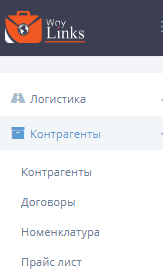 Way
Links
Логистика
Контрагенты
Контрагенты
Договоры
Номенклатура
Прайс лист